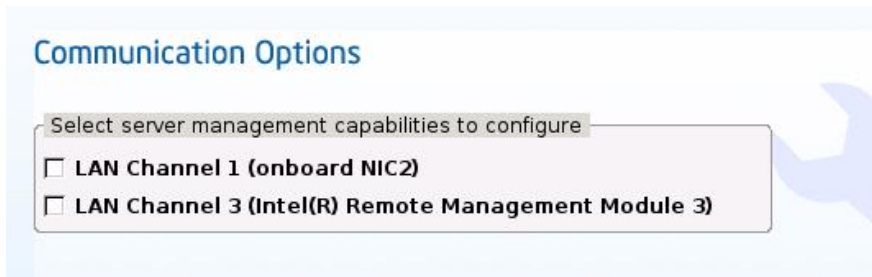 Communication Options
Select server management capabilities to configure
LAN Channel 1 (onboard NIC2)
LAN Channel 3 (Intel(R) Remote Management Module 3)